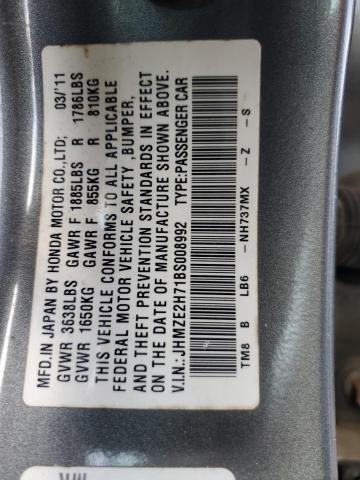 MFD.IN JAPAN BY HONDA MOTOR CO.,LTD; 03/'11
GVWR 3638LBS GAWR F 1885LBS R 1786LBS
GVWR 1650KG GAWR F 855KG R 810KG
THIS VEHICLE CONFORMS TO ALL APPLICABLE
FEDERAL MOTOR VEHICLE SAFETY ,BUMPER,
AND THEFT PREVENTION STANDARDS IN EFFECT
ON THE DATE OF MANUFACTURE SHOWN ABOVE.
V.I.N.: JHMZE2H71BS008992 TYPE:PASSENGER CAR
TM8 B LB6 -NH737MX -Z -S